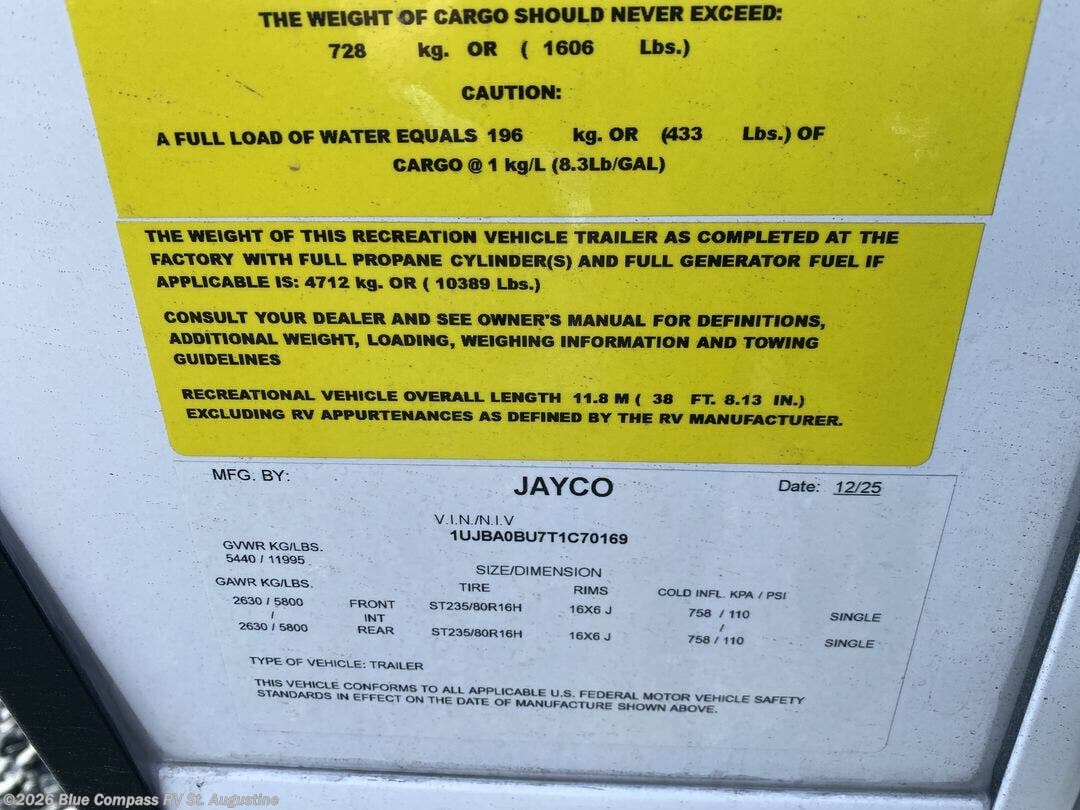 THE WEIGHT OF CARGO SHOULD NEVER EXCEED:
728 kg. OR ( 1606 Lbs.)
CAUTION:
A FULL LOAD OF WATER EQUALS 196 kg. OR (433 Lbs.) OF
CARGO @ 1 kg/L (8.3Lb/GAL)
THE WEIGHT OF THIS RECREATION VEHICLE TRAILER AS COMPLETED AT THE
FACTORY WITH FULL PROPANE CYLINDER(S) AND FULL GENERATOR FUEL IF
APPLICABLE IS: 4712 kg. OR ( 10389 Lbs.)
CONSULT YOUR DEALER AND SEE OWNER'S MANUAL FOR DEFINITIONS,
ADDITIONAL WEIGHT, LOADING, WEIGHING INFORMATION AND TOWING
GUIDELINES
RECREATIONAL VEHICLE OVERALL LENGTH 11.8 M ( 38 FT. 8.13 IN.)
EXCLUDING RV APPURTENANCES AS DEFINED BY THE RV MANUFACTURER.
MFG. BY: JAYCO Date: 12/25
V.I.N./N.I.V
1UJBA0BU7T1C70169
GVWR KG/LBS.
5440 / 11995
SIZE/DIMENSION
GAWR KG/LBS. TIRE RIMS COLD INFL. KPA / PSI
2630 / 5800 FRONT ST235/80R16H 16X6 J 758 / 110 SINGLE
/ INT /
2630 / 5800 REAR ST235/80R16H 16X6 J 758 / 110 SINGLE
TYPE OF VEHICLE: TRAILER
THIS VEHICLE CONFORMS TO ALL APPLICABLE U.S. FEDERAL MOTOR VEHICLE SAFETY
STANDARDS IN EFFECT ON THE DATE OF MANUFACTURE SHOWN ABOVE.
©2026 Blue Compass RV St. Augustine